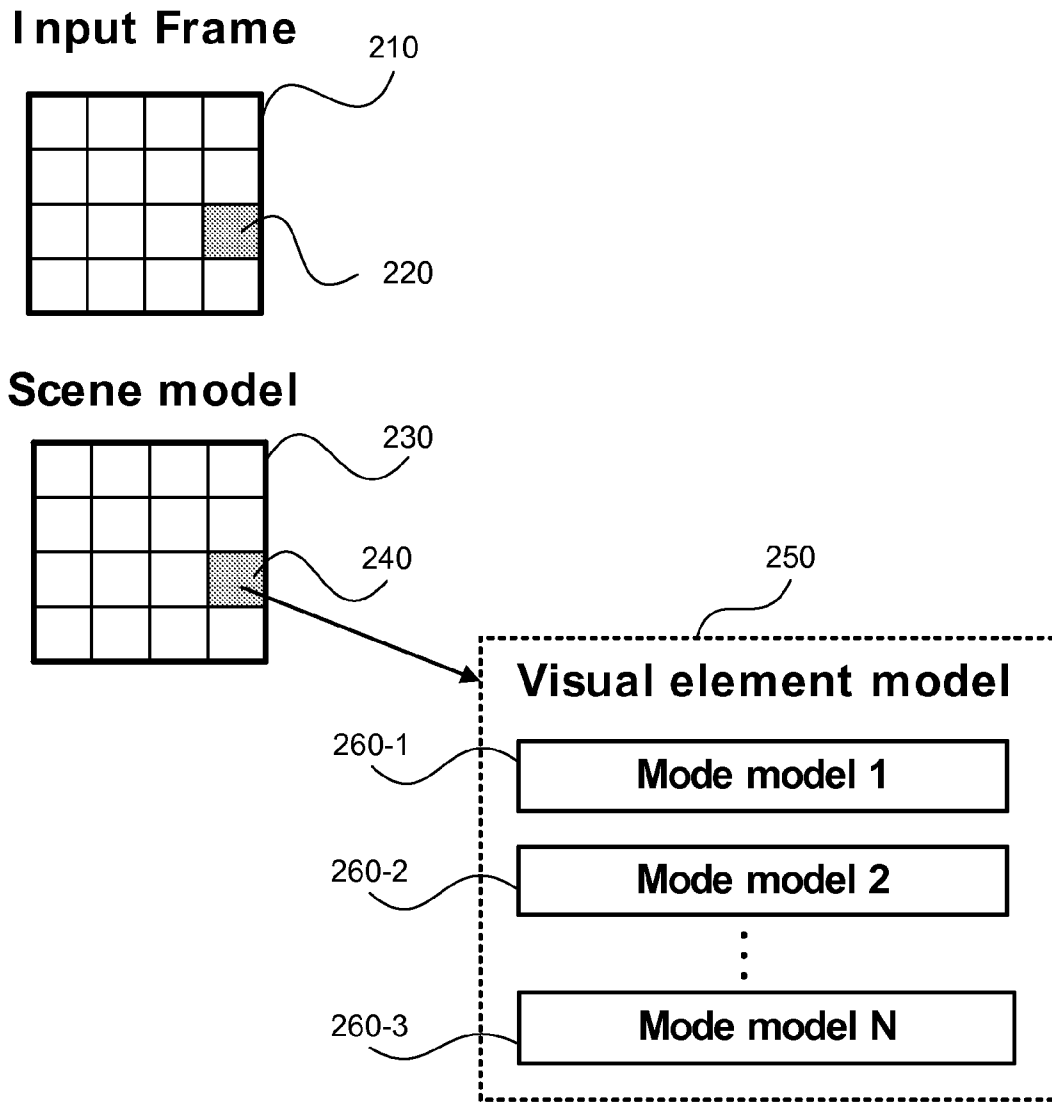 Input Frame
210
220
Scene model
230
240
250
Visual element model
260-1
Mode model 1
260-2
Mode model 2
260-3
Mode model N